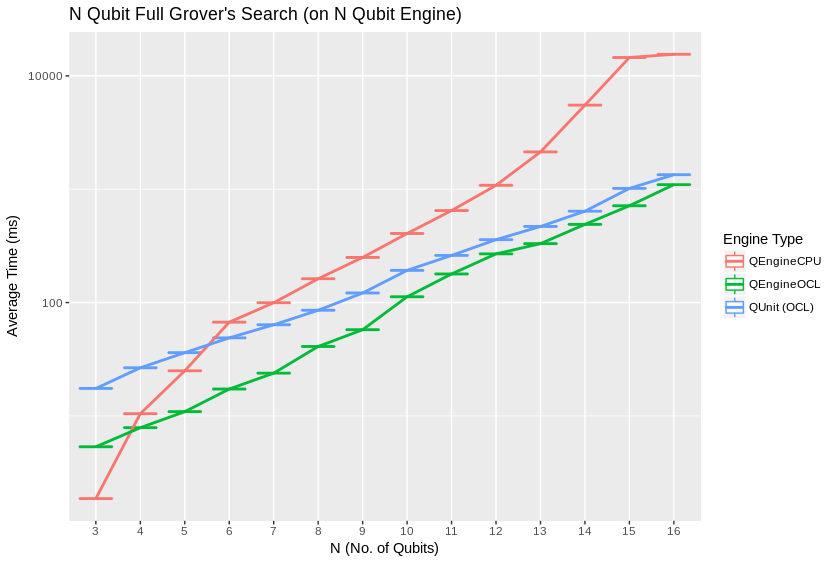 N Qubit Full Grover's Search (on N Qubit Engine)
10000
100
Average Time (ms)
3 4 5 6 7 8 9 10 11 12 13 14 15 16
N (No. of Qubits)
Engine Type
QEngineCPU
QEngineOCL
QUnit (OCL)